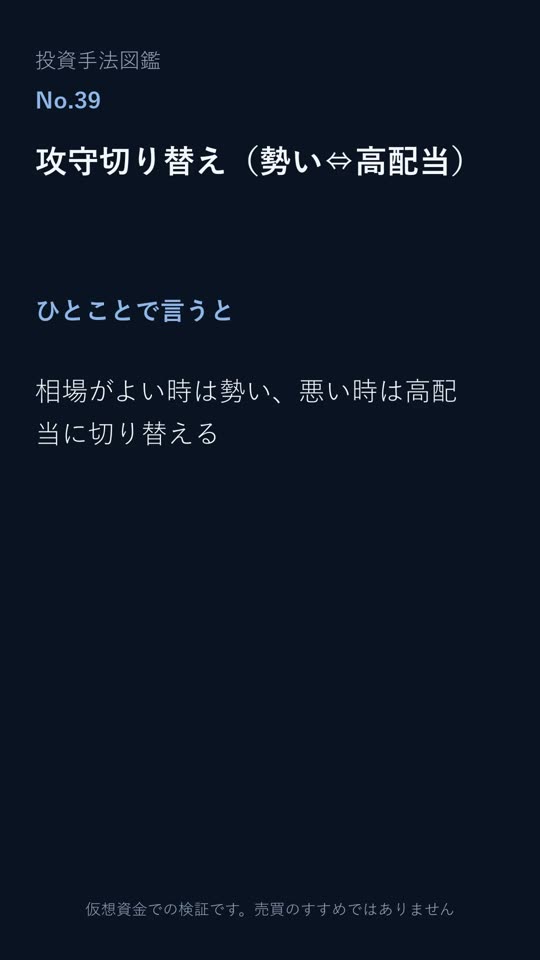 投資手法図鑑
No.39
攻守切り替え（勢い⇔高配当）
ひとことで言うと
相場がよい時は勢い、悪い時は高配
当に切り替える
仮想資金での検証です。売買のすすめではありません